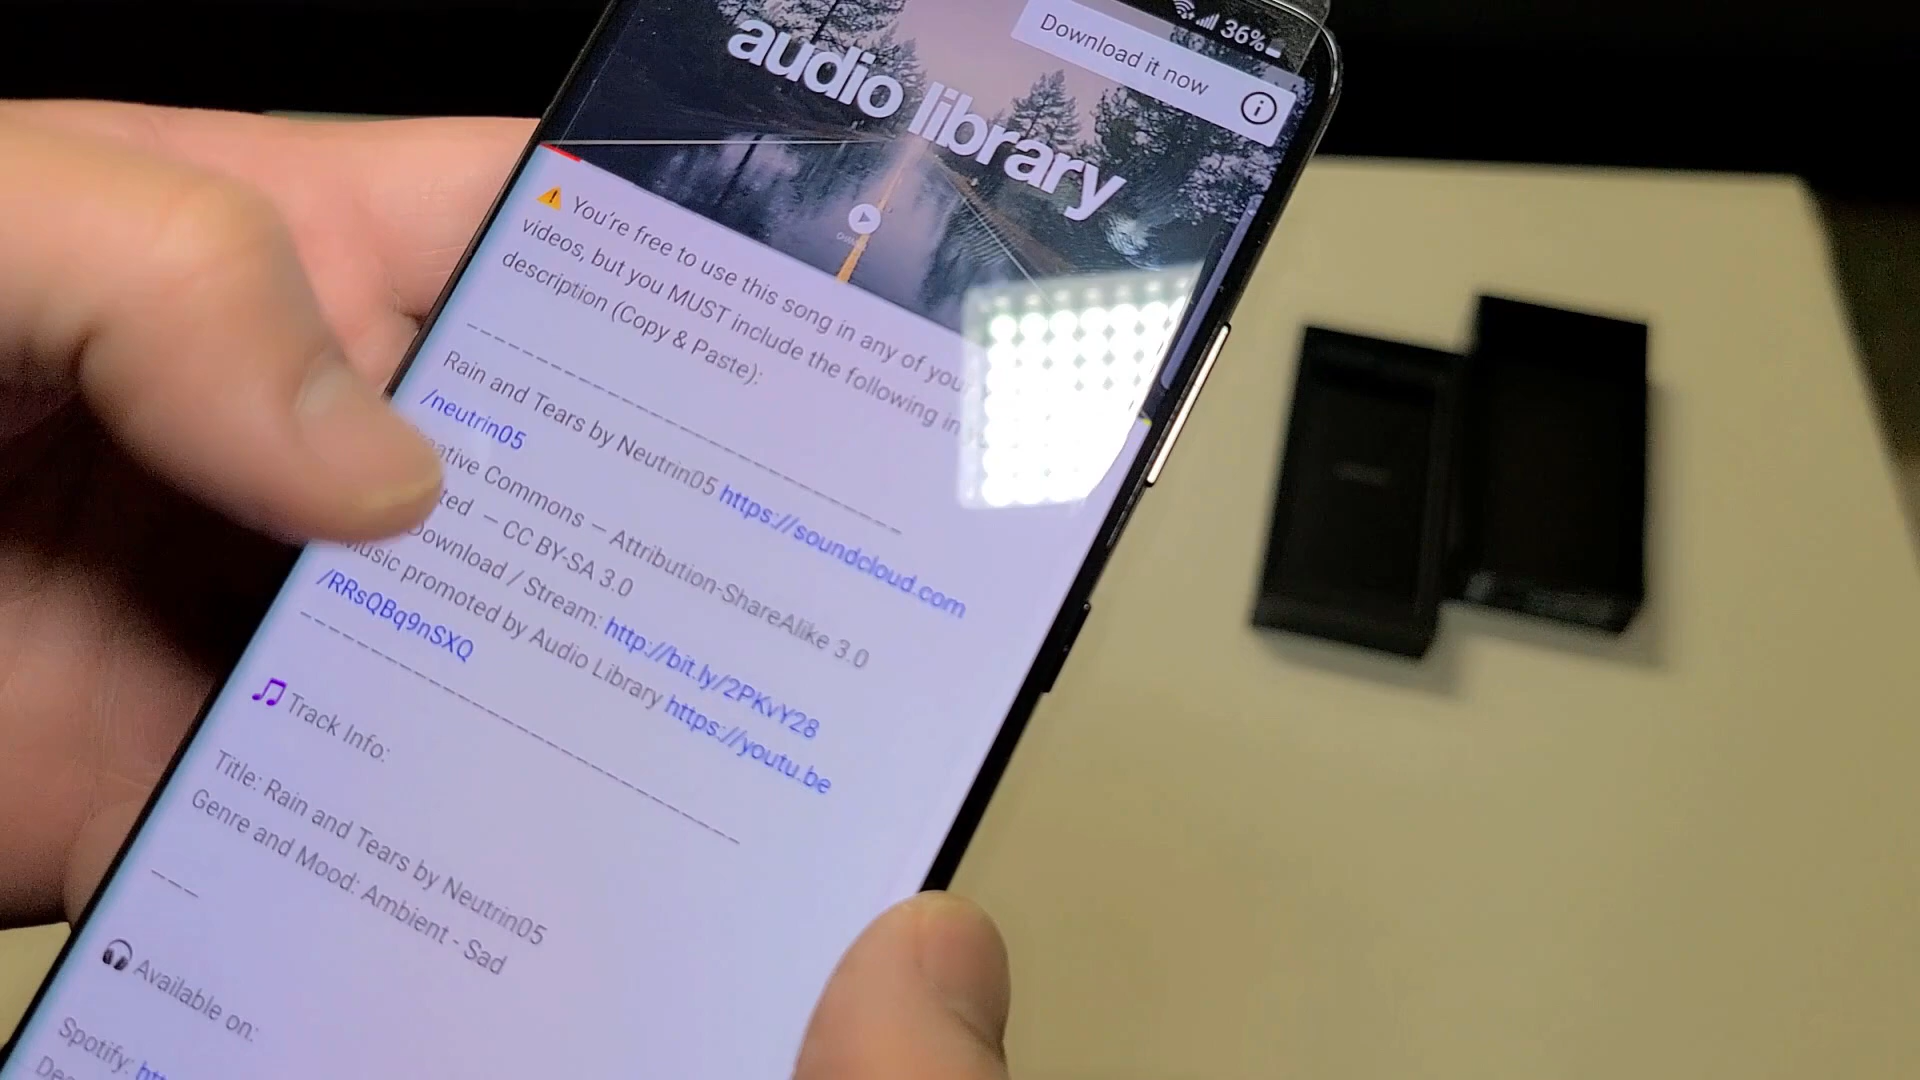 36%
Download it now
audio library
⚠ You're free to use this song in any of your
videos, but you MUST include the following in
description (Copy & Paste):
Rain and Tears by Neutrin05 https://soundcloud.com
/neutrin05
Commons – Attribution-ShareAlike 3.0
– CC BY-SA 3.0
Download / Stream: http://bit.ly/2PKvY28
Music promoted by Audio Library https://youtu.be
/RRsQBq9nSXQ
Track Info:
Title: Rain and Tears by Neutrin05
Genre and Mood: Ambient - Sad
---
Available on:
Spotify: